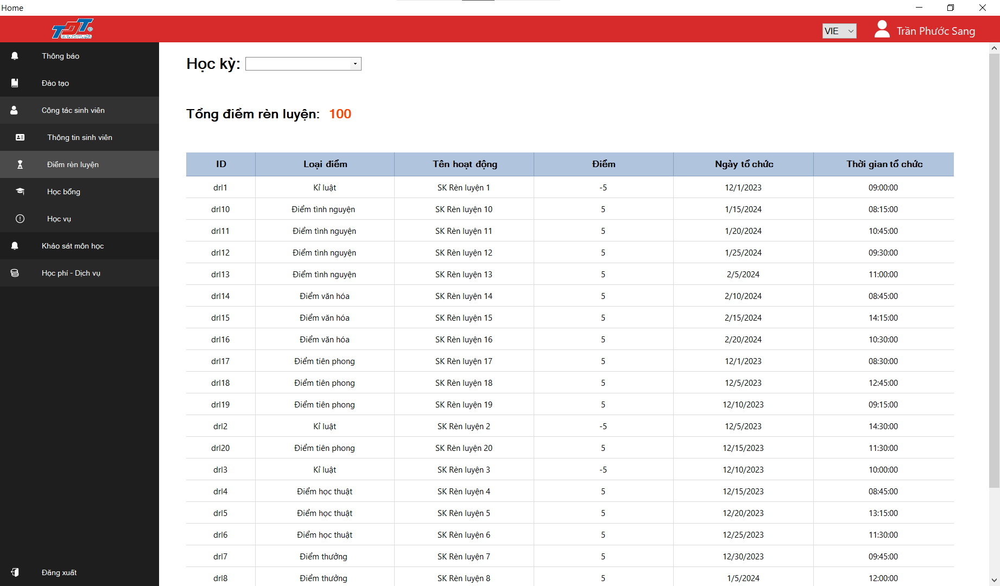 Home
TDT
VIE
Trần Phước Sang
Thông báo
Đào tạo
Công tác sinh viên
Thông tin sinh viên
Điểm rèn luyện
Học bổng
Học vụ
Khảo sát môn học
Học phí - Dịch vụ
Đăng xuất
Học kỳ:
Tổng điểm rèn luyện: 100
ID Loại điểm Tên hoạt động Điểm Ngày tổ chức Thời gian tổ chức
drl1 Kỉ luật SK Rèn luyện 1 -5 12/1/2023 09:00:00
drl10 Điểm tình nguyện SK Rèn luyện 10 5 1/15/2024 08:15:00
drl11 Điểm tình nguyện SK Rèn luyện 11 5 1/20/2024 10:45:00
drl12 Điểm tình nguyện SK Rèn luyện 12 5 1/25/2024 09:30:00
drl13 Điểm tình nguyện SK Rèn luyện 13 5 2/5/2024 11:00:00
drl14 Điểm văn hóa SK Rèn luyện 14 5 2/10/2024 08:45:00
drl15 Điểm văn hóa SK Rèn luyện 15 5 2/15/2024 14:15:00
drl16 Điểm văn hóa SK Rèn luyện 16 5 2/20/2024 10:30:00
drl17 Điểm tiên phong SK Rèn luyện 17 5 12/1/2023 08:30:00
drl18 Điểm tiên phong SK Rèn luyện 18 5 12/5/2023 12:45:00
drl19 Điểm tiên phong SK Rèn luyện 19 5 12/10/2023 09:15:00
drl2 Kỉ luật SK Rèn luyện 2 -5 12/5/2023 14:30:00
drl20 Điểm tiên phong SK Rèn luyện 20 5 12/15/2023 11:30:00
drl3 Kỉ luật SK Rèn luyện 3 -5 12/10/2023 10:00:00
drl4 Điểm học thuật SK Rèn luyện 4 5 12/15/2023 08:45:00
drl5 Điểm học thuật SK Rèn luyện 5 5 12/20/2023 13:15:00
drl6 Điểm học thuật SK Rèn luyện 6 5 12/25/2023 11:30:00
drl7 Điểm thưởng SK Rèn luyện 7 5 12/30/2023 09:45:00
drl8 Điểm thưởng SK Rèn luyện 8 5 1/5/2024 12:00:00